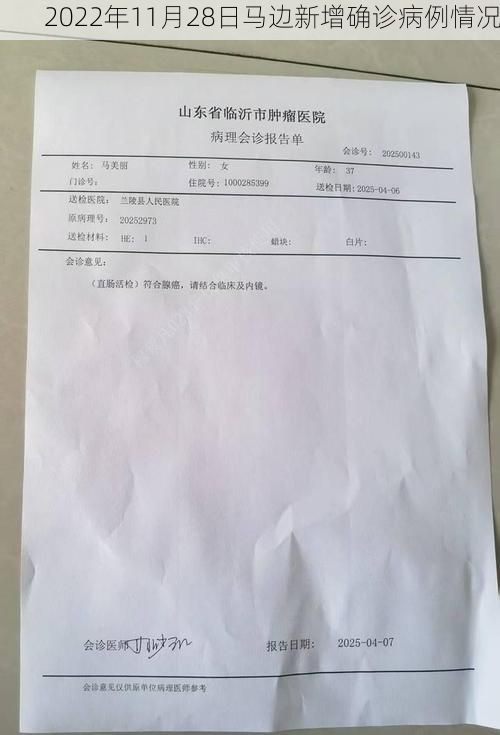 2022年11月28日马边新增确诊病例情况
山东省临沂市肿瘤医院
病理会诊报告单
会诊号: 202500143
姓名: 马美丽 性别: 女 年龄: 37
门诊号: 住院号: 1000285399 送检日期: 2025-04-06
送检医院: 兰陵县人民医院
原病理号: 20252973
送检材料: HE: 1 IHC: 蜡块: 白片:
会诊意见:
(直肠活检)符合腺癌, 请结合临床及内镜。
会诊医师 报告日期: 2025-04-07
会诊意见仅供原单位病理医师参考